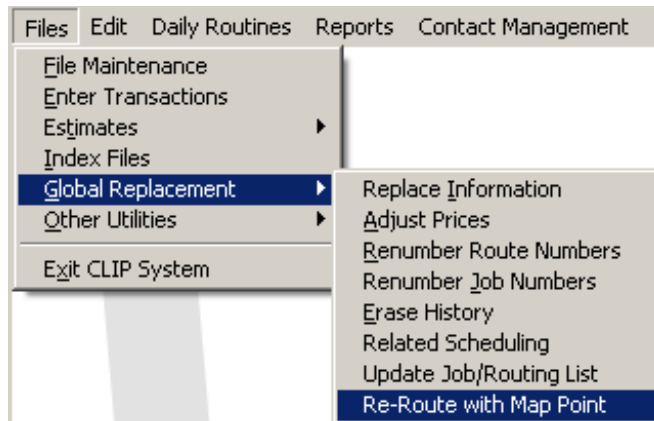 Files Edit Daily Routines Reports Contact Management
File Maintenance
Enter Transactions
Estimates
Index Files
Global Replacement
Other Utilities
Exit CLIP System
Replace Information
Adjust Prices
Renumber Route Numbers
Renumber Job Numbers
Erase History
Related Scheduling
Update Job/Routing List
Re-Route with Map Point